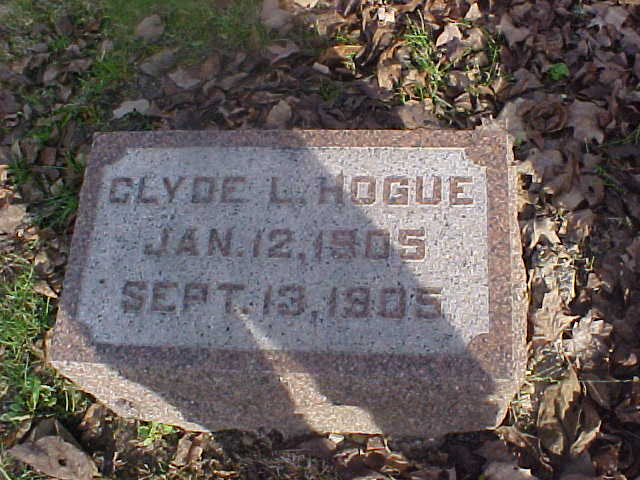 CLYDE L. HOGUE
JAN. 12, 1905
SEPT. 13, 1905